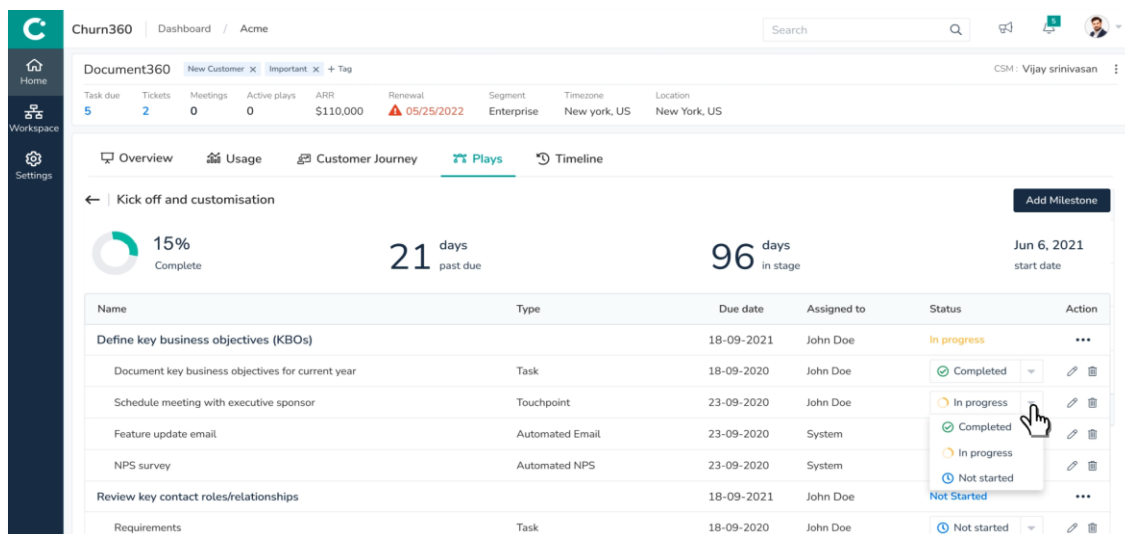 Churn360 Dashboard / Acme Search 5
Home
Workspace
Settings
Document360 New Customer x Important x + Tag CSM : Vijay srinivasan
Task due Tickets Meetings Active plays ARR Renewal Segment Timezone Location
5 2 0 0 $110,000 05/25/2022 Enterprise New york, US New York, US
Overview Usage Customer Journey Plays Timeline
← Kick off and customisation Add Milestone
15% Complete
21 days past due
96 days in stage
Jun 6, 2021 start date
Name Type Due date Assigned to Status Action
Define key business objectives (KBOs) 18-09-2021 John Doe In progress
Document key business objectives for current year Task 18-09-2020 John Doe Completed
Schedule meeting with executive sponsor Touchpoint 23-09-2020 John Doe In progress
Feature update email Automated Email 23-09-2020 System
NPS survey Automated NPS 23-09-2020 System
Completed
In progress
Not started
Review key contact roles/relationships 18-09-2021 John Doe Not Started
Requirements Task 18-09-2020 John Doe Not started